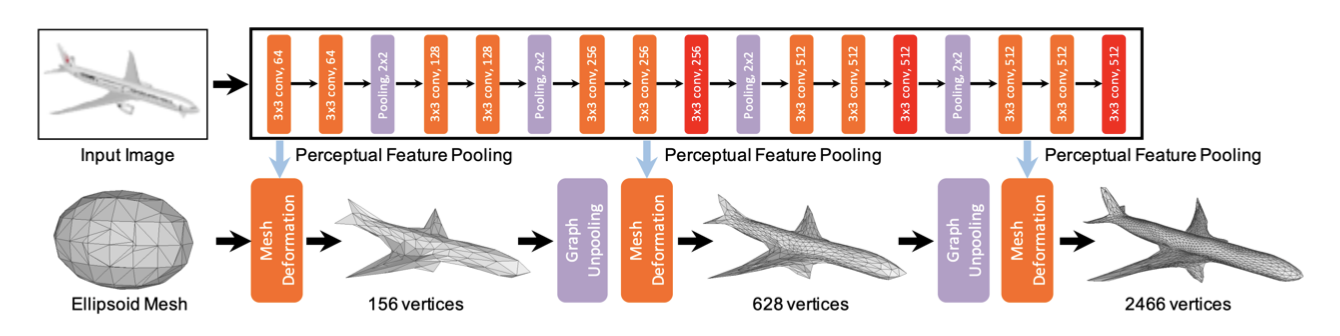 3x3 conv, 64
3x3 conv, 64
Pooling, 2x2
3x3 conv, 128
3x3 conv, 128
Pooling, 2x2
3x3 conv, 256
3x3 conv, 256
3x3 conv, 256
Pooling, 2x2
3x3 conv, 512
3x3 conv, 512
3x3 conv, 512
Pooling, 2x2
3x3 conv, 512
3x3 conv, 512
3x3 conv, 512
Input Image
Perceptual Feature Pooling
Perceptual Feature Pooling
Perceptual Feature Pooling
Mesh
Deformation
Graph
Unpooling
Mesh
Deformation
Graph
Unpooling
Mesh
Deformation
Ellipsoid Mesh
156 vertices
628 vertices
2466 vertices